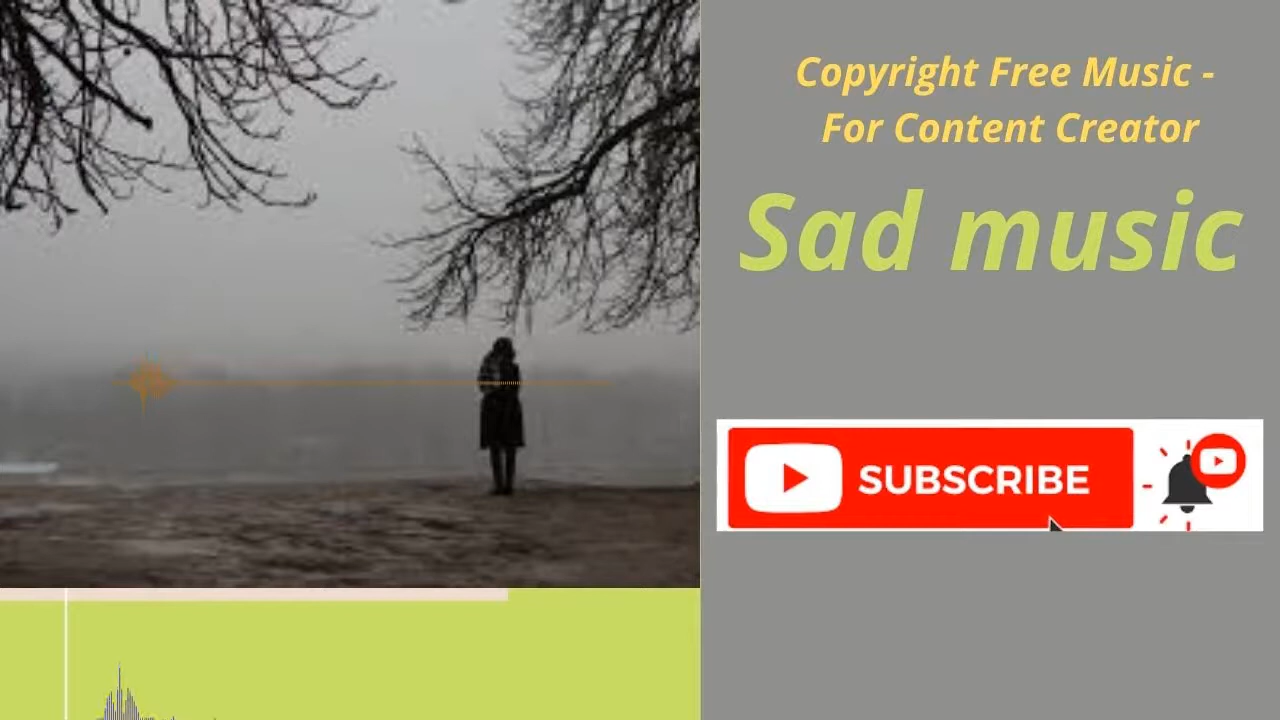 Copyright Free Music -
For Content Creator
Sad music
SUBSCRIBE